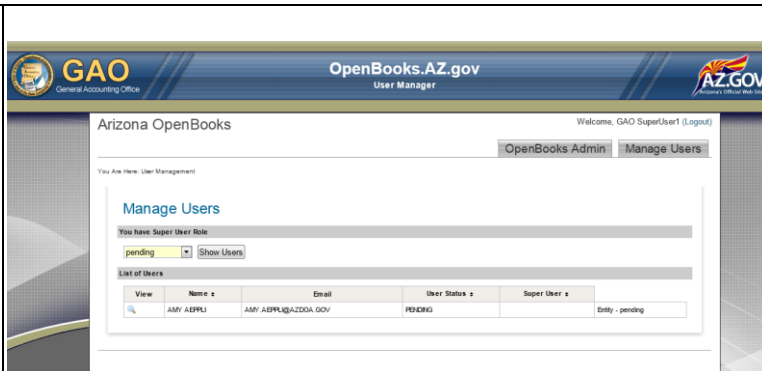 GAO
General Accounting Office
OpenBooks.AZ.gov
User Manager
AZ.GOV
Arizona's Official Web Site
Arizona OpenBooks
Welcome, GAO SuperUser1 (Logout)
OpenBooks Admin Manage Users
You Are Here: User Management
Manage Users
You have Super User Role
pending Show Users
List of Users
View Name Email User Status Super User
AMY AEPPLI AMY.AEPPLI@AZDOA.GOV PENDING Entity - pending